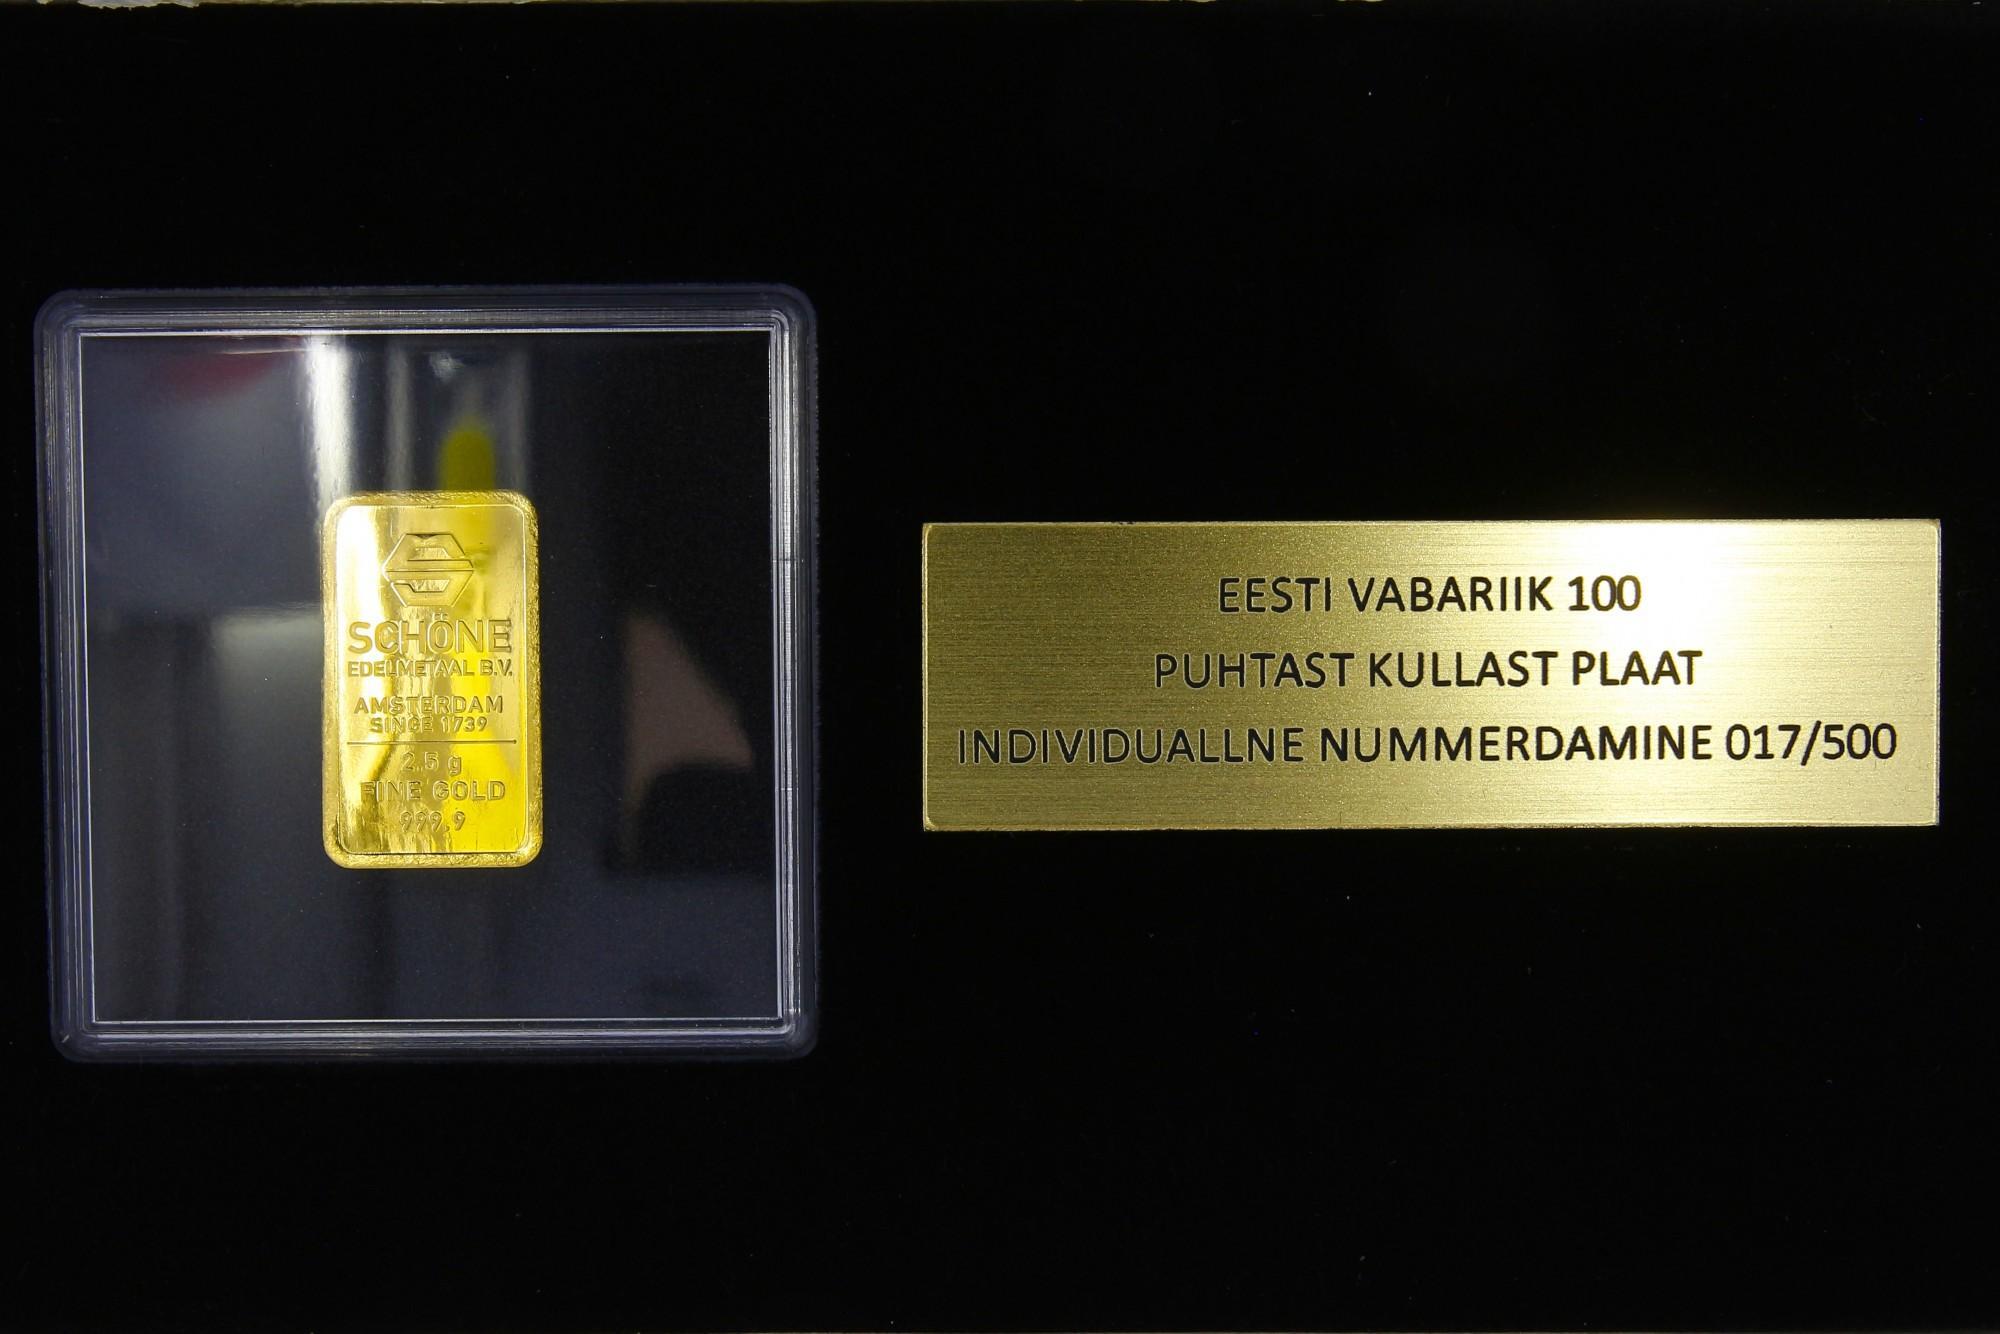 SCHÖNE
EDELMETAAL B.V.
AMSTERDAM
SINCE 1739
2.5 g
FINE GOLD
999.9
EESTI VABARIIK 100
PUHTAST KULLAST PLAAT
INDIVIDUALLNE NUMMERDAMINE 017/500